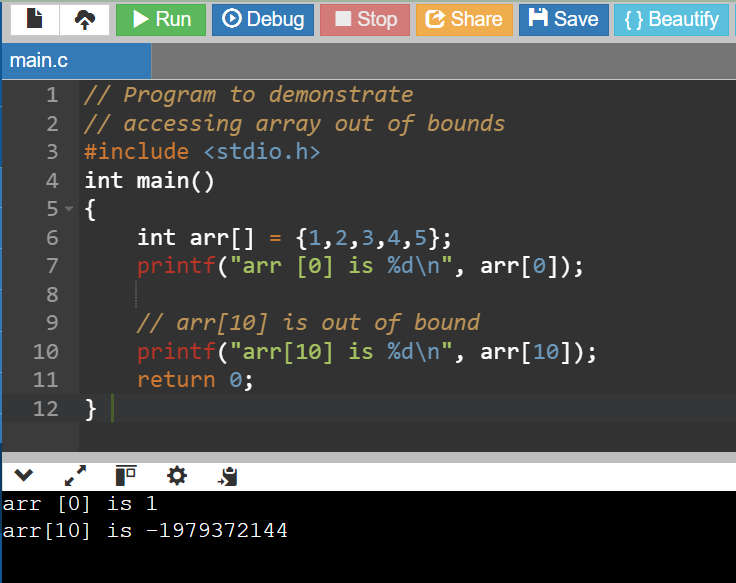 Run Debug Stop Share Save { } Beautify
main.c
1 // Program to demonstrate
2 // accessing array out of bounds
3 #include <stdio.h>
4 int main()
5 {
6     int arr[] = {1,2,3,4,5};
7     printf("arr [0] is %d\n", arr[0]);
8
9     // arr[10] is out of bound
10     printf("arr[10] is %d\n", arr[10]);
11     return 0;
12 }
arr [0] is 1
arr[10] is -1979372144